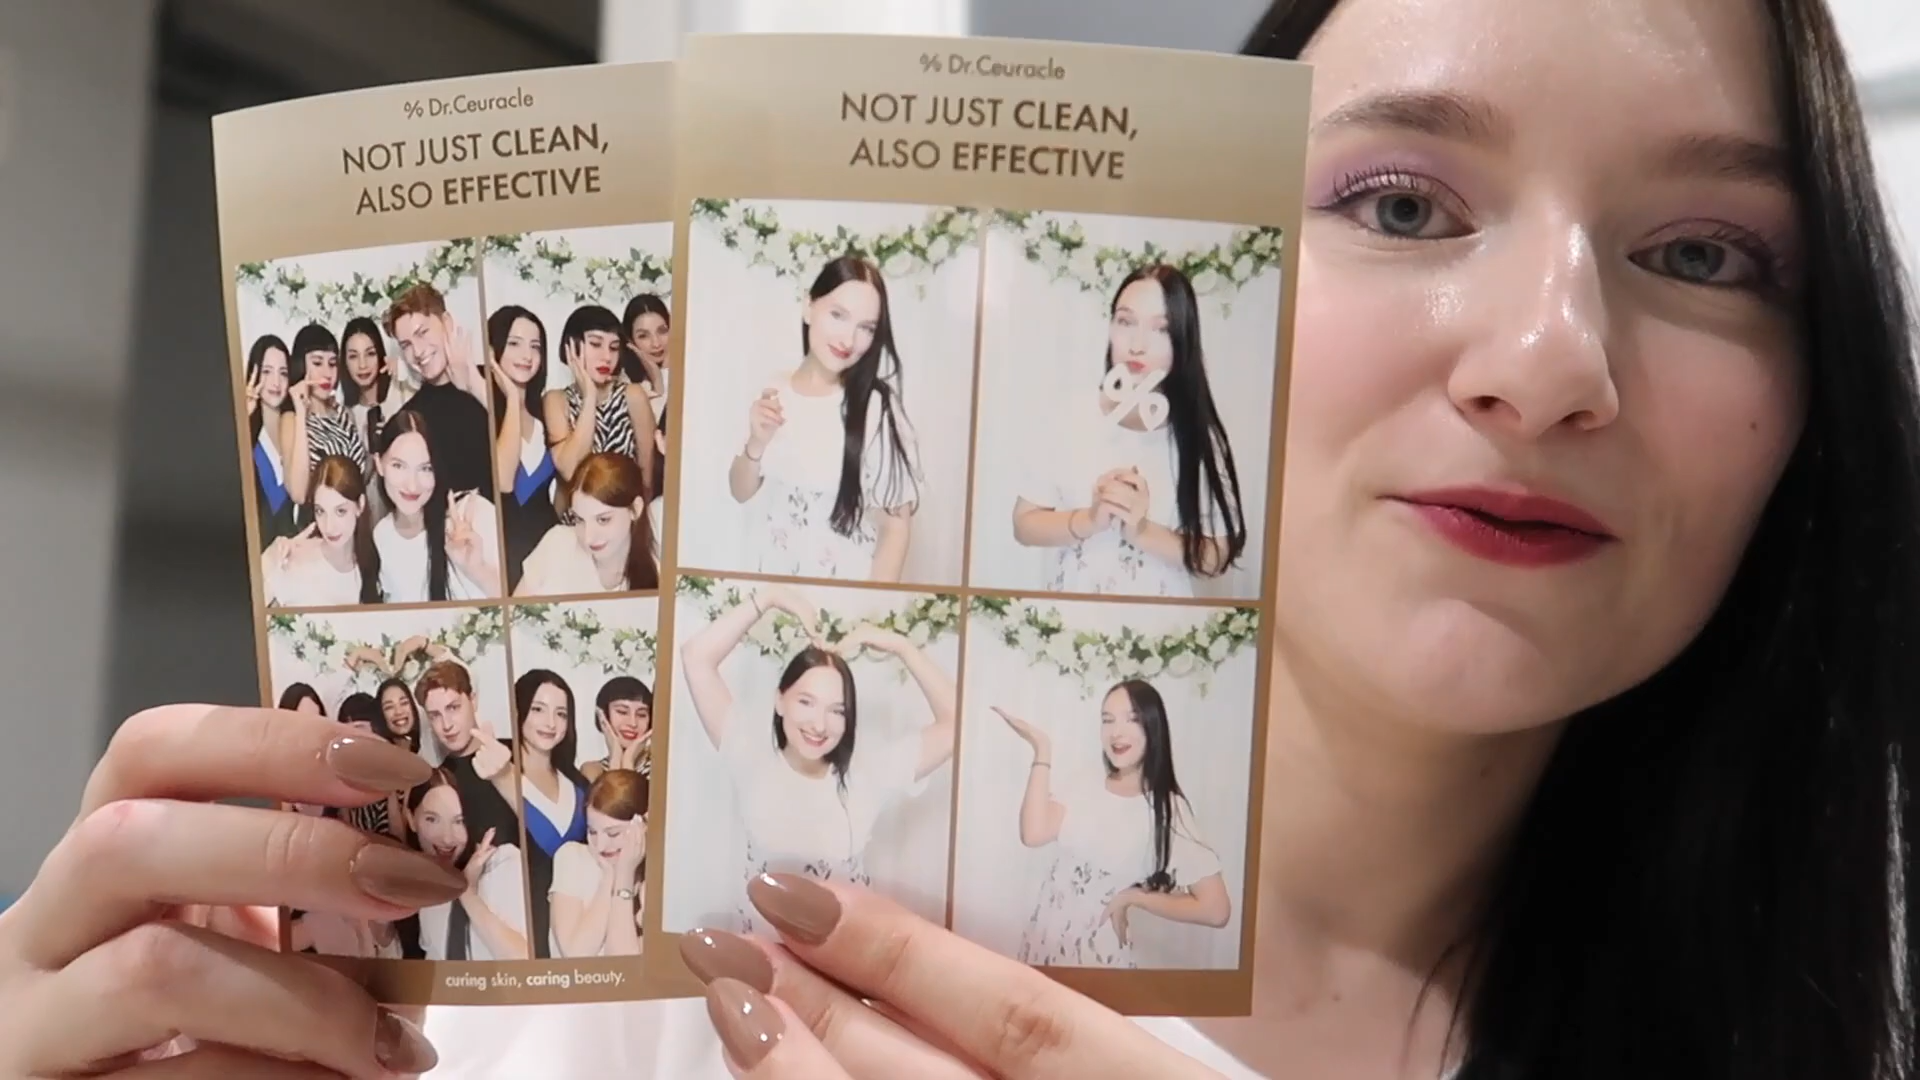 % Dr.Ceuracle
NOT JUST CLEAN,
ALSO EFFECTIVE
curing skin, caring beauty.
% Dr.Ceuracle
NOT JUST CLEAN,
ALSO EFFECTIVE
%